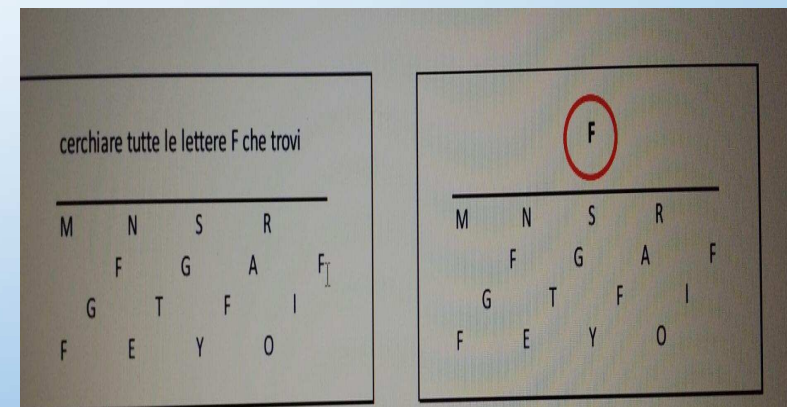 cerchiare tutte le lettere F che trovi
M N S R
F G A F
G T F I
F E Y O
F
M N S R
F G A F
G T F I
F E Y O